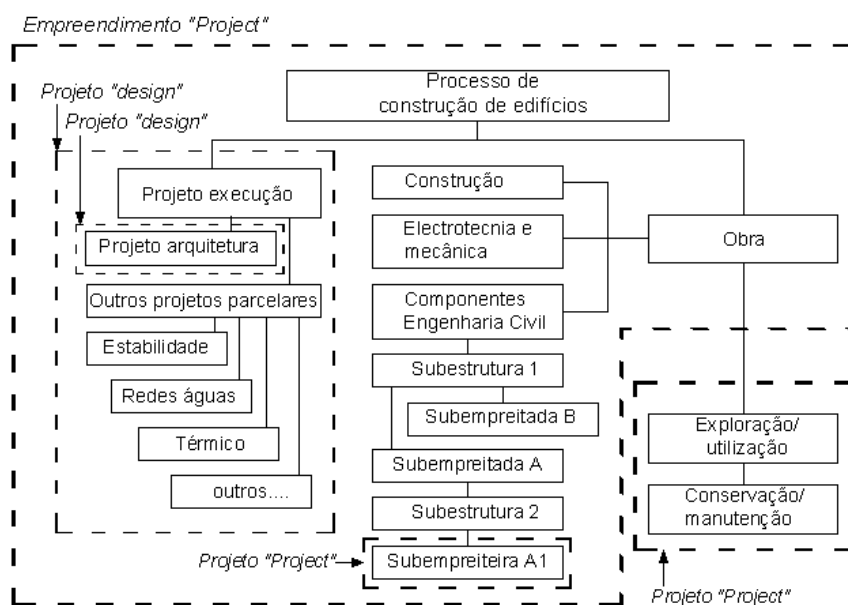 Empreendimento "Project"
Processo de
construção de edifícios
Projeto "design"
Projeto "design"
Projeto execução
Projeto arquitetura
Outros projetos parcelares
Estabilidade
Redes águas
Térmico
outros....
Construção
Electrotecnia e
mecânica
Componentes
Engenharia Civil
Subestrutura 1
Subempreitada B
Subempreitada A
Subestrutura 2
Projeto "Project"
Subempreiteira A1
Obra
Exploração/
utilização
Conservação/
manutenção
Projeto "Project"